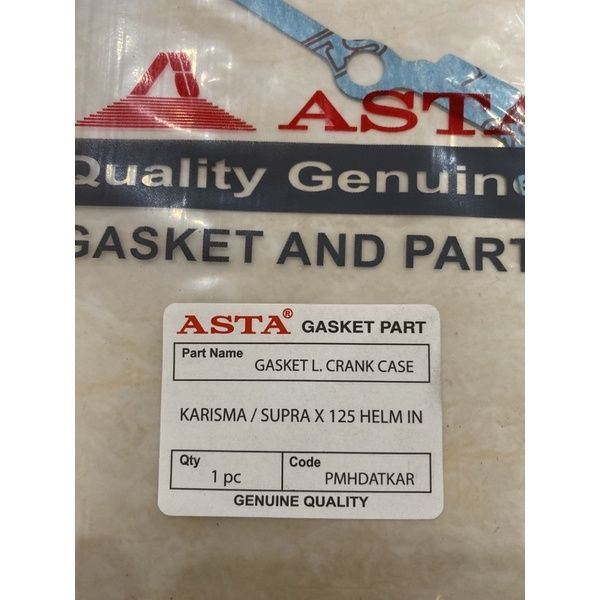 ASTA
Quality Genuine
GASKET AND PART
ASTA® GASKET PART
Part Name
GASKET L. CRANK CASE
KARISMA / SUPRA X 125 HELM IN
Qty
1 pc
Code
PMHDATKAR
GENUINE QUALITY